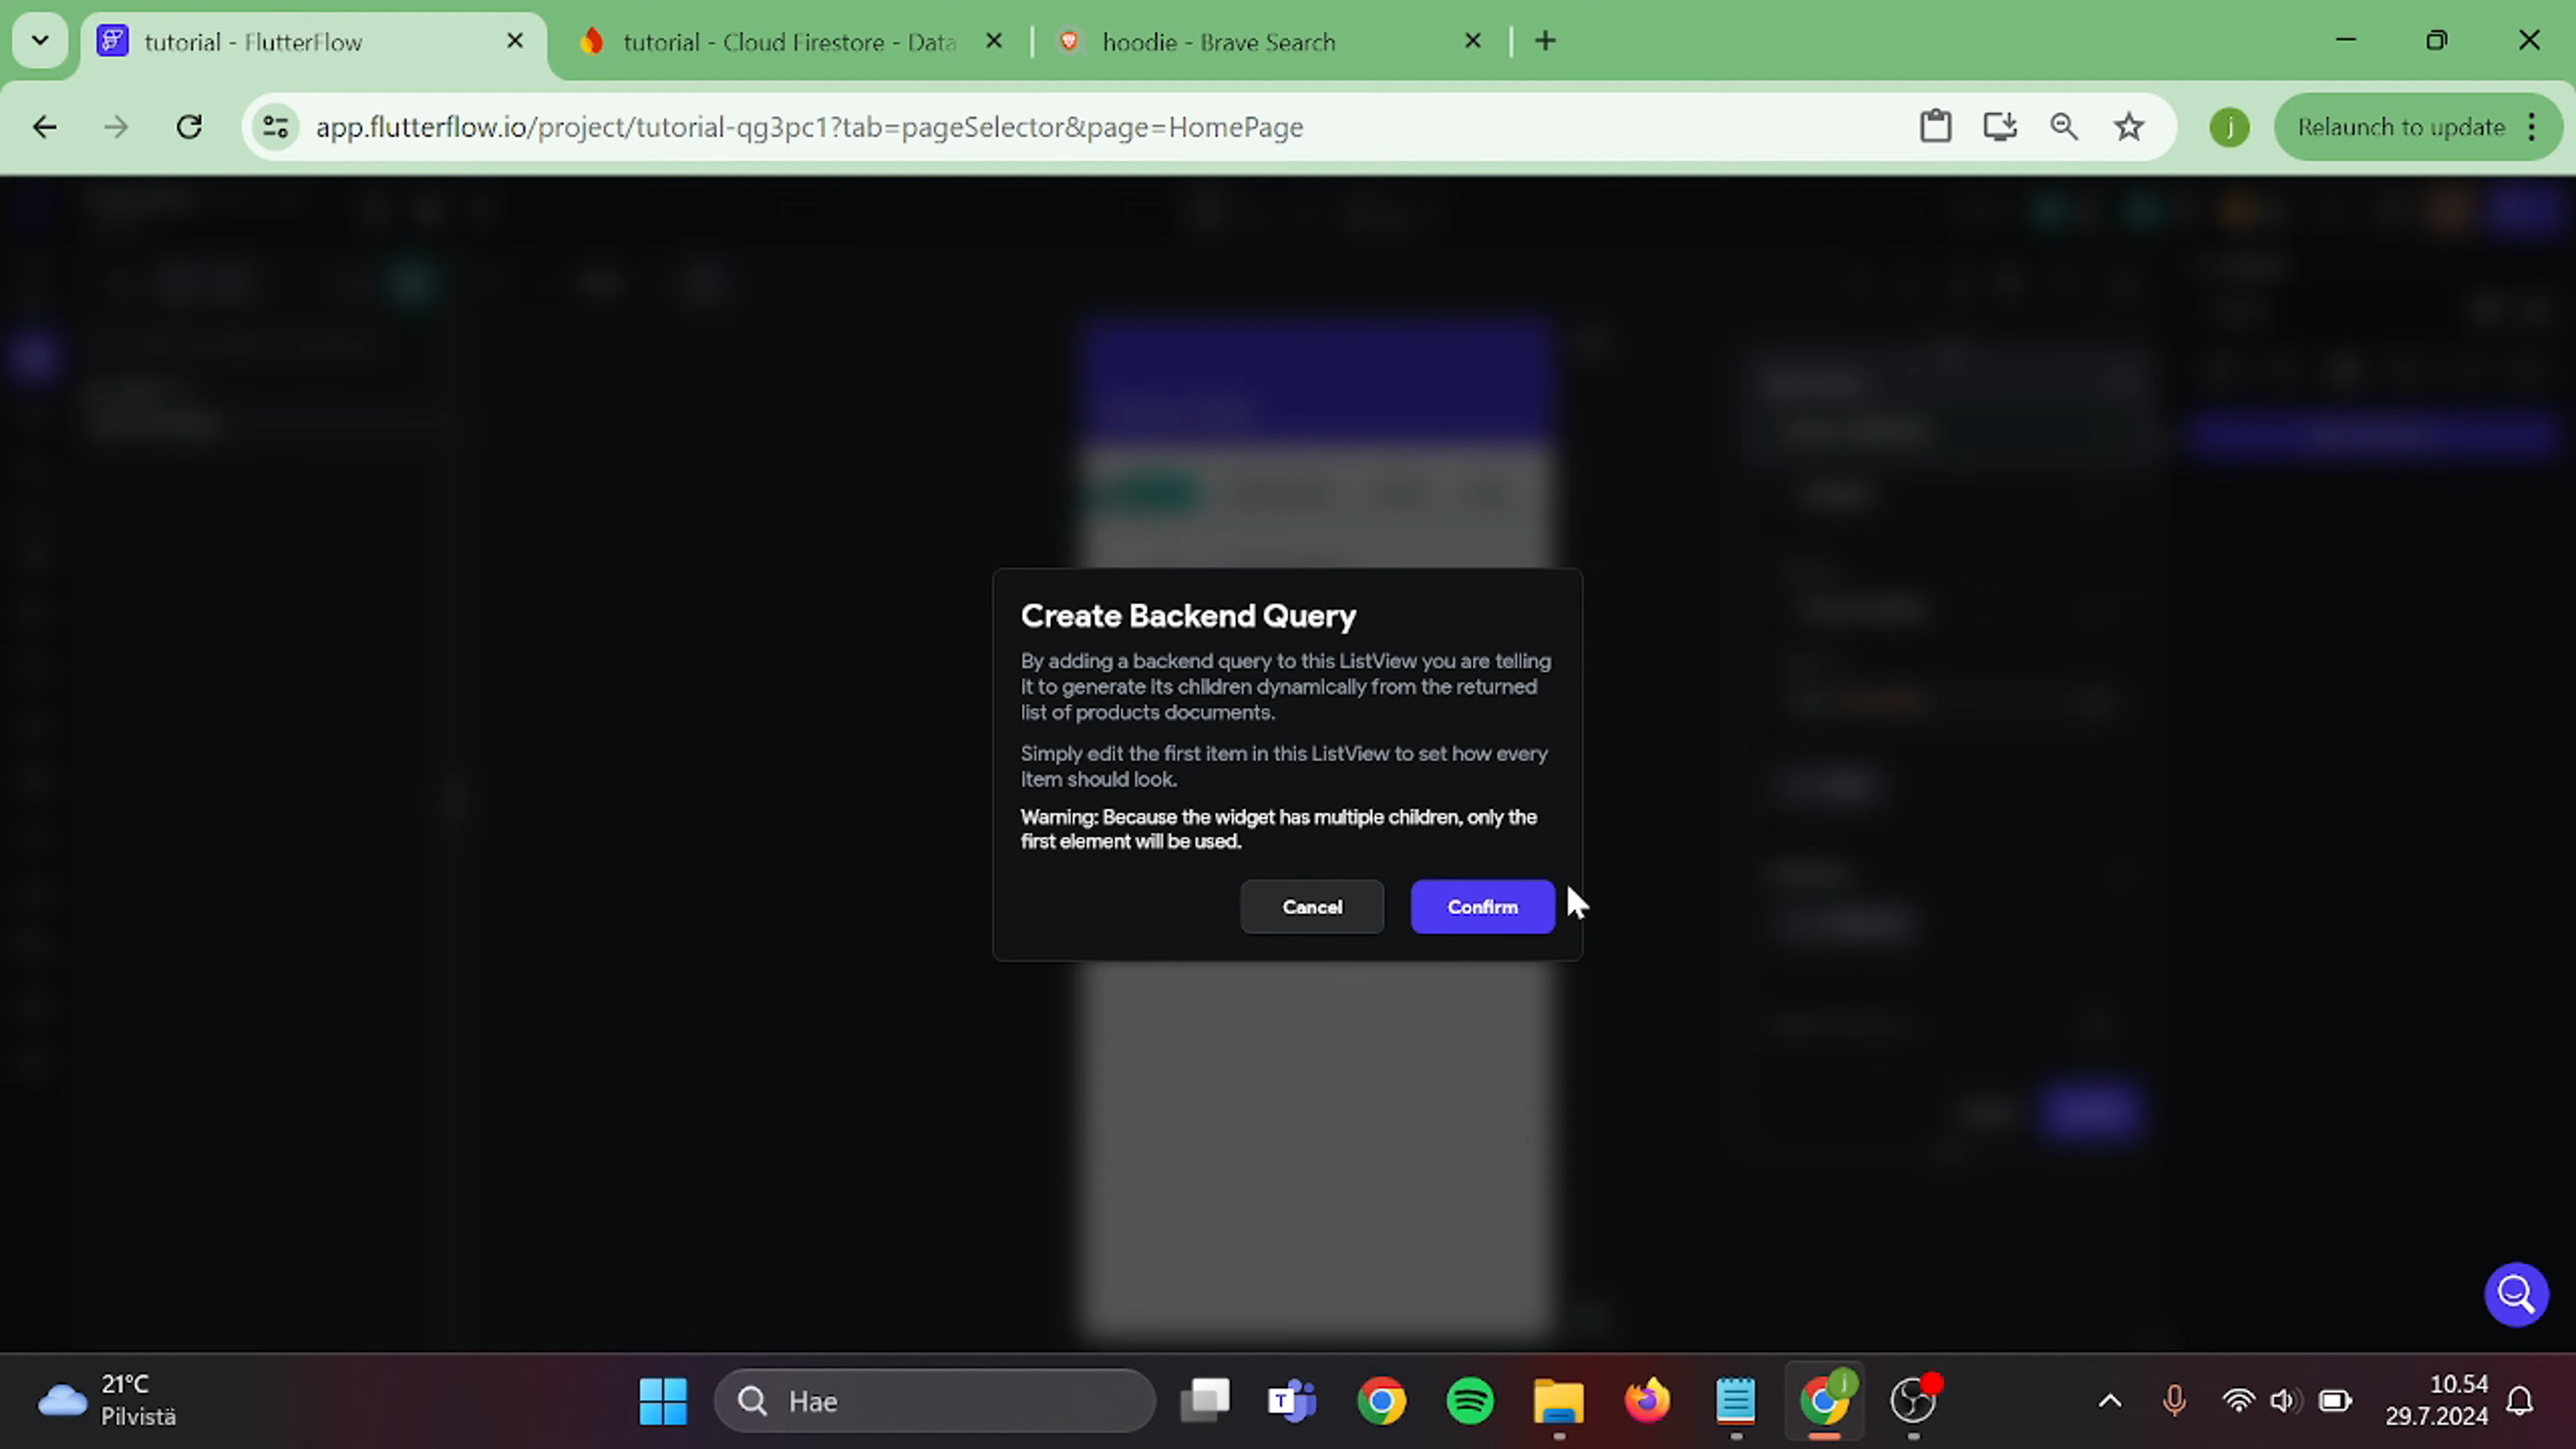 tutorial - FlutterFlow
tutorial - Cloud Firestore - Data
hoodie - Brave Search
app.flutterflow.io/project/tutorial-qg3pc1?tab=pageSelector&page=HomePage
j
Relaunch to update
Create Backend Query
By adding a backend query to this ListView you are telling
it to generate its children dynamically from the returned
list of products documents.
Simply edit the first item in this ListView to set how every
item should look.
Warning: Because the widget has multiple children, only the
first element will be used.
Cancel
Confirm
21°C
Pilvistä
Hae
T
j
10.54
29.7.2024